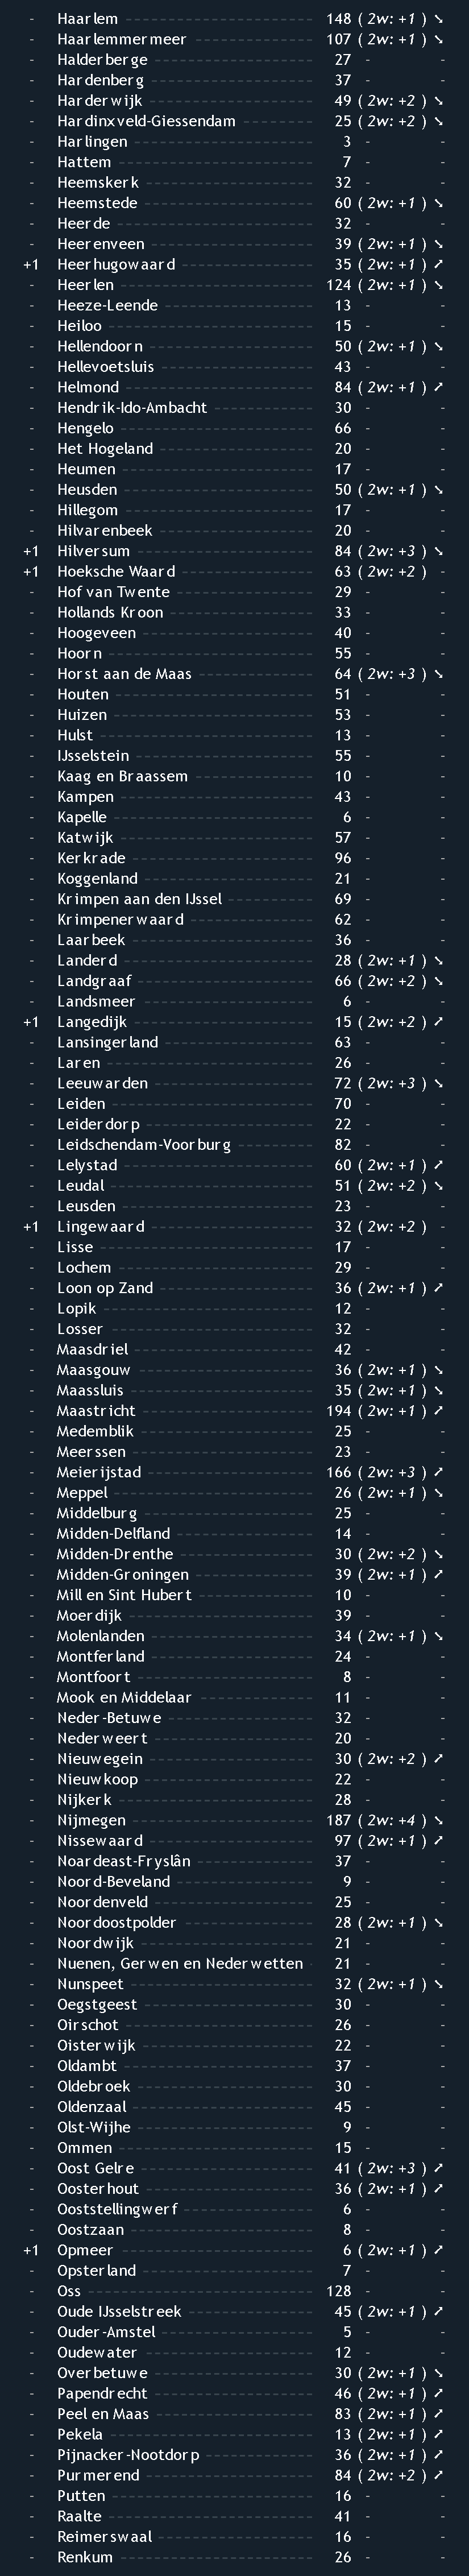 - Haarlem 148 ( 2w: +1 ) ↘
- Haarlemmermeer 107 ( 2w: +1 ) ↘
- Halderberge 27 - -
- Hardenberg 37 - -
- Harderwijk 49 ( 2w: +2 ) ↘
- Hardinxveld-Giessendam 25 ( 2w: +2 ) ↘
- Harlingen 3 - -
- Hattem 7 - -
- Heemskerk 32 - -
- Heemstede 60 ( 2w: +1 ) ↘
- Heerde 32 - -
- Heerenveen 39 ( 2w: +1 ) ↘
+1 Heerhugowaard 35 ( 2w: +1 ) ↗
- Heerlen 124 ( 2w: +1 ) ↘
- Heeze-Leende 13 - -
- Heiloo 15 - -
- Hellendoorn 50 ( 2w: +1 ) ↘
- Hellevoetsluis 43 - -
- Helmond 84 ( 2w: +1 ) ↗
- Hendrik-Ido-Ambacht 30 - -
- Hengelo 66 - -
- Het Hogeland 20 - -
- Heumen 17 - -
- Heusden 50 ( 2w: +1 ) ↘
- Hillegom 17 - -
- Hilvarenbeek 20 - -
+1 Hilversum 84 ( 2w: +3 ) ↘
+1 Hoeksche Waard 63 ( 2w: +2 ) -
- Hof van Twente 29 - -
- Hollands Kroon 33 - -
- Hoogeveen 40 - -
- Hoorn 55 - -
- Horst aan de Maas 64 ( 2w: +3 ) ↘
- Houten 51 - -
- Huizen 53 - -
- Hulst 13 - -
- IJsselstein 55 - -
- Kaag en Braassem 10 - -
- Kampen 43 - -
- Kapelle 6 - -
- Katwijk 57 - -
- Kerkrade 96 - -
- Koggenland 21 - -
- Krimpen aan den IJssel 69 - -
- Krimpenerwaard 62 - -
- Laarbeek 36 - -
- Landerd 28 ( 2w: +1 ) ↘
- Landgraaf 66 ( 2w: +2 ) ↘
- Landsmeer 6 - -
+1 Langedijk 15 ( 2w: +2 ) ↗
- Lansingerland 63 - -
- Laren 26 - -
- Leeuwarden 72 ( 2w: +3 ) ↘
- Leiden 70 - -
- Leiderdorp 22 - -
- Leidschendam-Voorburg 82 - -
- Lelystad 60 ( 2w: +1 ) ↗
- Leudal 51 ( 2w: +2 ) ↘
- Leusden 23 - -
+1 Lingewaard 32 ( 2w: +2 ) -
- Lisse 17 - -
- Lochem 29 - -
- Loon op Zand 36 ( 2w: +1 ) ↗
- Lopik 12 - -
- Losser 32 - -
- Maasdriel 42 - -
- Maasgouw 36 ( 2w: +1 ) ↘
- Maassluis 35 ( 2w: +1 ) ↘
- Maastricht 194 ( 2w: +1 ) ↗
- Medemblik 25 - -
- Meerssen 23 - -
- Meierijstad 166 ( 2w: +3 ) ↗
- Meppel 26 ( 2w: +1 ) ↘
- Middelburg 25 - -
- Midden-Delfland 14 - -
- Midden-Drenthe 30 ( 2w: +2 ) ↘
- Midden-Groningen 39 ( 2w: +1 ) ↗
- Mill en Sint Hubert 10 - -
- Moerdijk 39 - -
- Molenlanden 34 ( 2w: +1 ) ↘
- Montferland 24 - -
- Montfoort 8 - -
- Mook en Middelaar 11 - -
- Neder-Betuwe 32 - -
- Nederweert 20 - -
- Nieuwegein 30 ( 2w: +2 ) ↗
- Nieuwkoop 22 - -
- Nijkerk 28 - -
- Nijmegen 187 ( 2w: +4 ) ↘
- Nissewaard 97 ( 2w: +1 ) ↗
- Noardeast-Fryslân 37 - -
- Noord-Beveland 9 - -
- Noordenveld 25 - -
- Noordoostpolder 28 ( 2w: +1 ) ↘
- Noordwijk 21 - -
- Nuenen, Gerwen en Nederwetten 21 - -
- Nunspeet 32 ( 2w: +1 ) ↘
- Oegstgeest 30 - -
- Oirschot 26 - -
- Oisterwijk 22 - -
- Oldambt 37 - -
- Oldebroek 30 - -
- Oldenzaal 45 - -
- Olst-Wijhe 9 - -
- Ommen 15 - -
- Oost Gelre 41 ( 2w: +3 ) ↗
- Oosterhout 36 ( 2w: +1 ) ↗
- Ooststellingwerf 6 - -
- Oostzaan 8 - -
+1 Opmeer 6 ( 2w: +1 ) ↗
- Opsterland 7 - -
- Oss 128 - -
- Oude IJsselstreek 45 ( 2w: +1 ) ↗
- Ouder-Amstel 5 - -
- Oudewater 12 - -
- Overbetuwe 30 ( 2w: +1 ) ↘
- Papendrecht 46 ( 2w: +1 ) ↗
- Peel en Maas 83 ( 2w: +1 ) ↗
- Pekela 13 ( 2w: +1 ) ↗
- Pijnacker-Nootdorp 36 ( 2w: +1 ) ↗
- Purmerend 84 ( 2w: +2 ) ↗
- Putten 16 - -
- Raalte 41 - -
- Reimerswaal 16 - -
- Renkum 26 - -